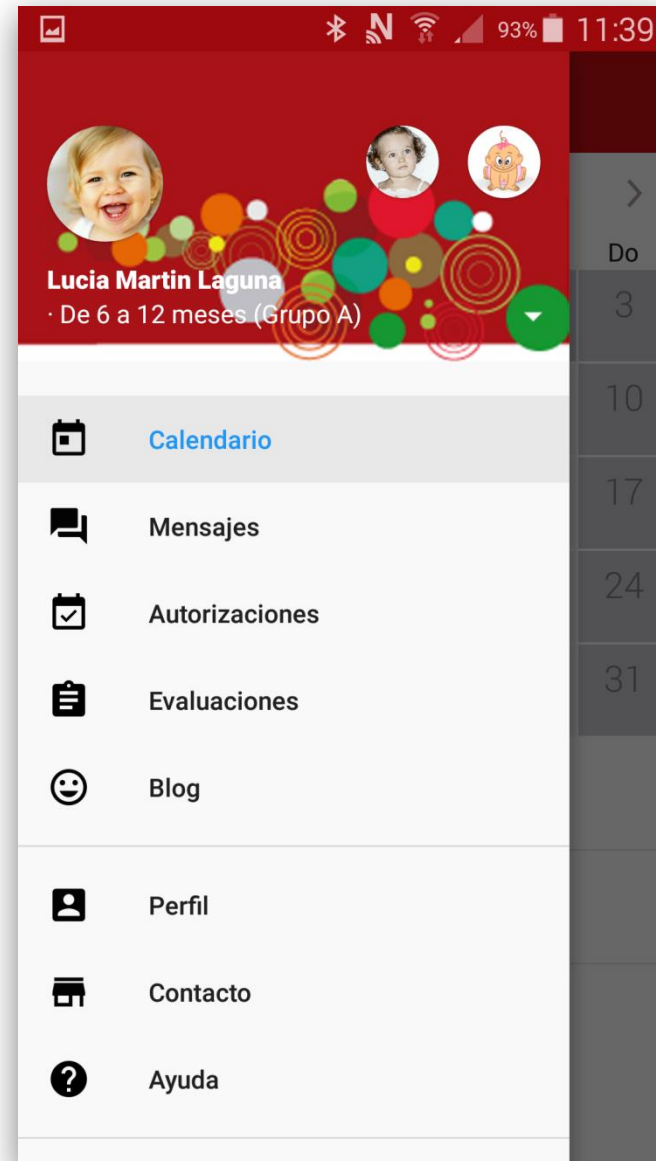 93% 11:39
Lucia Martin Laguna
· De 6 a 12 meses (Grupo A)
Do
3
10
17
24
31
Calendario
Mensajes
Autorizaciones
Evaluaciones
Blog
Perfil
Contacto
Ayuda